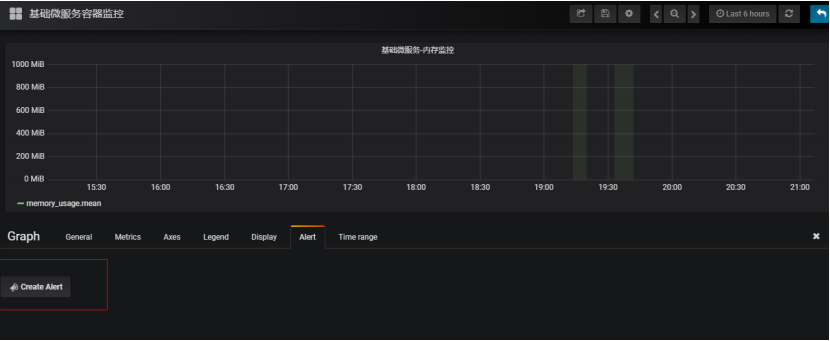 基础微服务容器监控
Last 6 hours
基础微服务-内存监控
1000 MiB
800 MiB
600 MiB
400 MiB
200 MiB
0 MiB
15:30 16:00 16:30 17:00 17:30 18:00 18:30 19:00 19:30 20:00 20:30 21:00
memory_usage.mean
Graph General Metrics Axes Legend Display Alert Time range
Create Alert